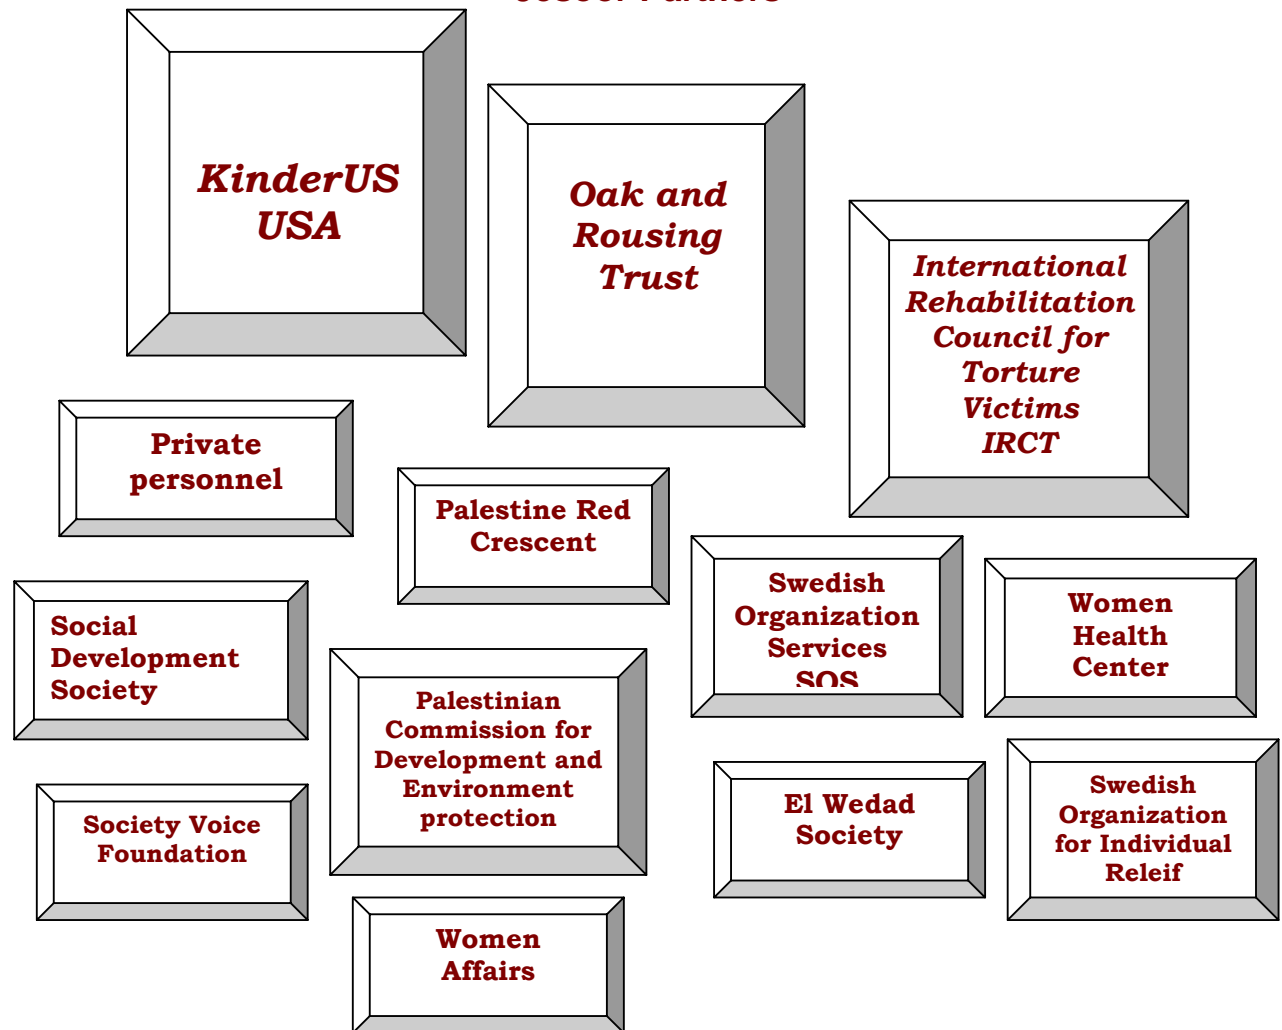 Partners
KinderUS
USA
Oak and
Rousing
Trust
International
Rehabilitation
Council for
Torture
Victims
IRCT
Private
personnel
Palestine Red
Crescent
Swedish
Organization
Services
SOS
Women
Health
Center
Social
Development
Society
Palestinian
Commission for
Development and
Environment
protection
El Wedad
Society
Swedish
Organization
for Individual
Releif
Society Voice
Foundation
Women
Affairs